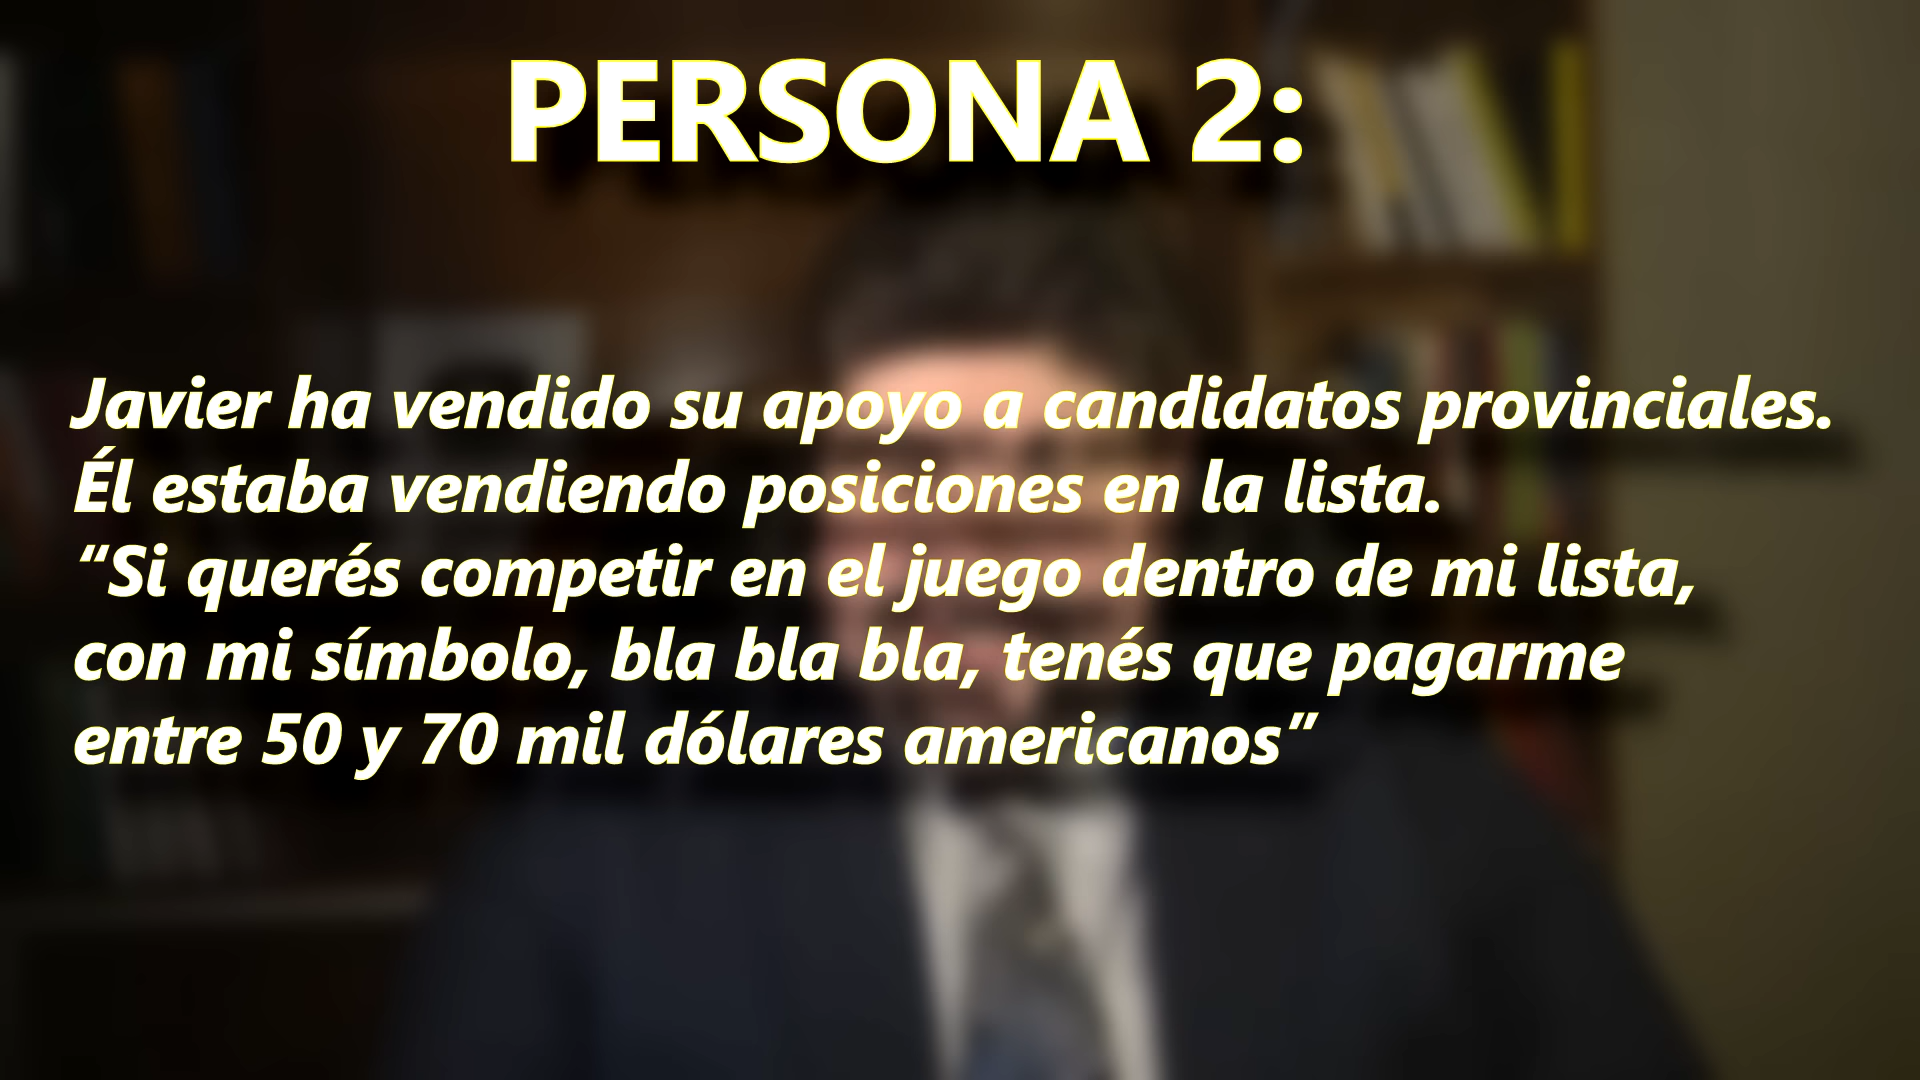 PERSONA 2:
Javier ha vendido su apoyo a candidatos provinciales.
Él estaba vendiendo posiciones en la lista.
“Si querés competir en el juego dentro de mi lista,
con mi símbolo, bla bla bla, tenés que pagarme
entre 50 y 70 mil dólares americanos”